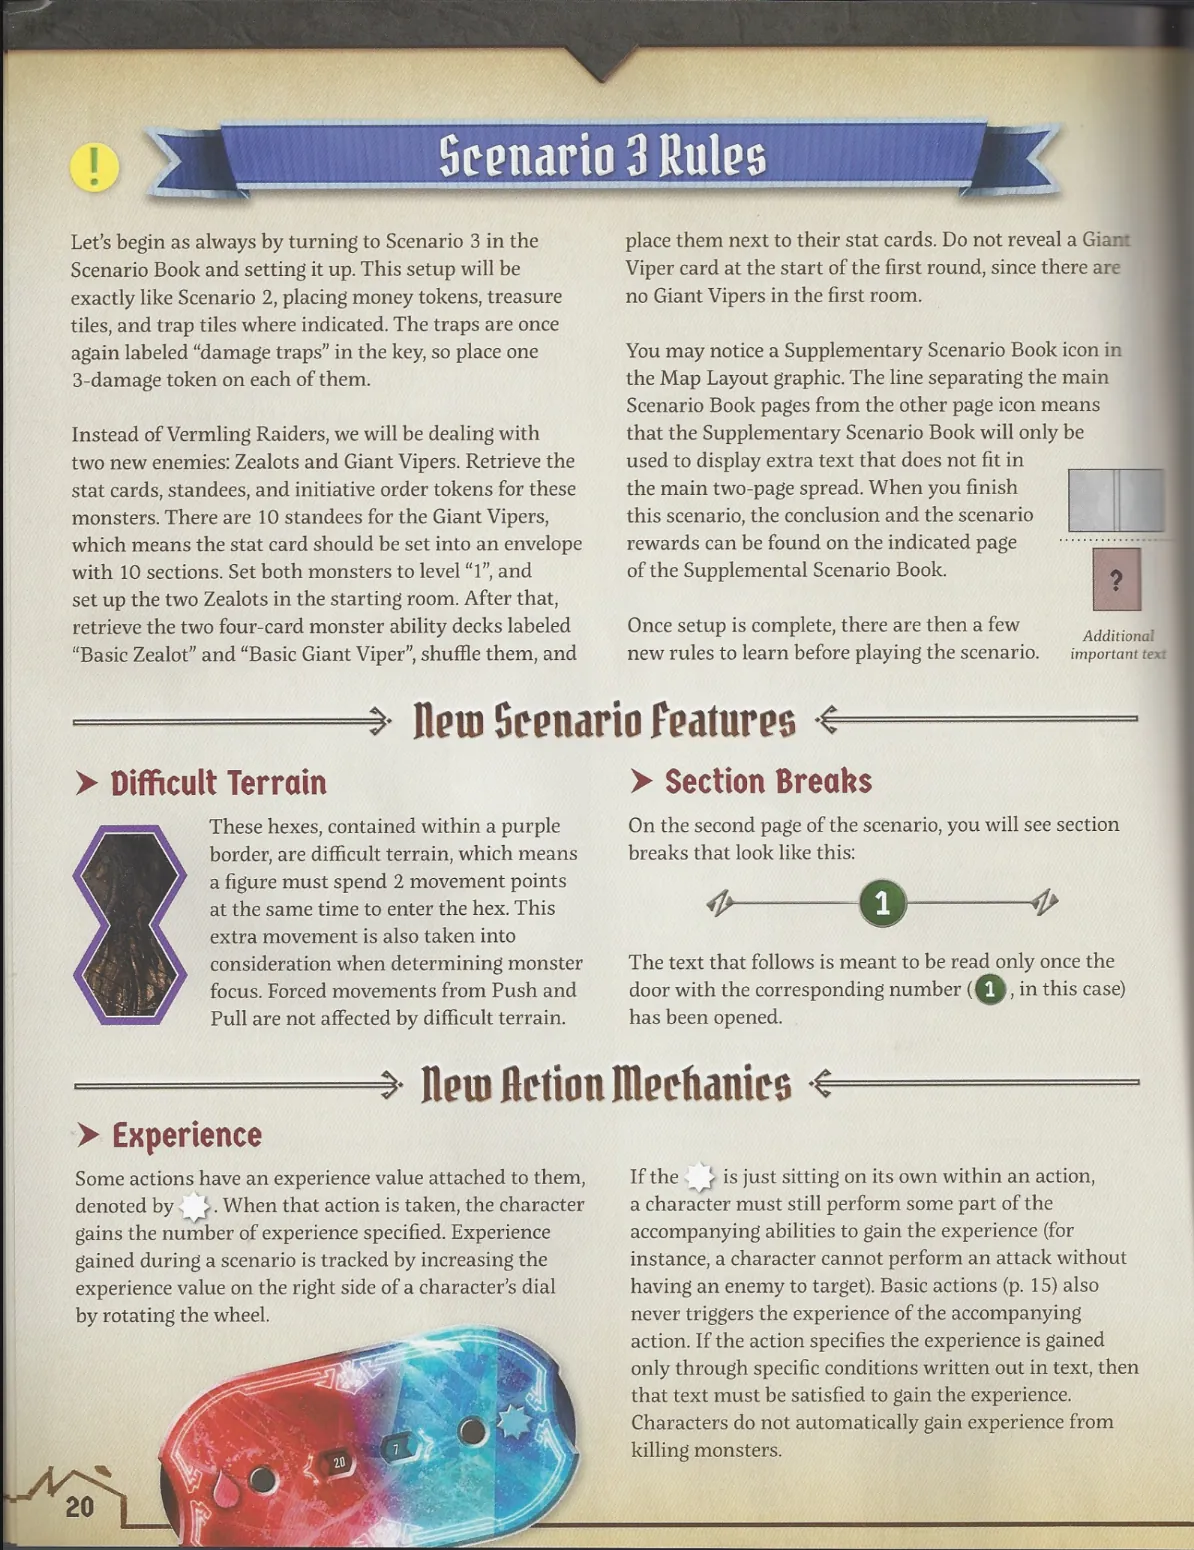 !
Scenario 3 Rules
Let's begin as always by turning to Scenario 3 in the
Scenario Book and setting it up. This setup will be
exactly like Scenario 2, placing money tokens, treasure
tiles, and trap tiles where indicated. The traps are once
again labeled “damage traps” in the key, so place one
3-damage token on each of them.
Instead of Vermling Raiders, we will be dealing with
two new enemies: Zealots and Giant Vipers. Retrieve the
stat cards, standees, and initiative order tokens for these
monsters. There are 10 standees for the Giant Vipers,
which means the stat card should be set into an envelope
with 10 sections. Set both monsters to level “1”, and
set up the two Zealots in the starting room. After that,
retrieve the two four-card monster ability decks labeled
“Basic Zealot” and “Basic Giant Viper”, shuffle them, and
place them next to their stat cards. Do not reveal a Giant
Viper card at the start of the first round, since there are
no Giant Vipers in the first room.
You may notice a Supplementary Scenario Book icon in
the Map Layout graphic. The line separating the main
Scenario Book pages from the other page icon means
that the Supplementary Scenario Book will only be
used to display extra text that does not fit in
the main two-page spread. When you finish
this scenario, the conclusion and the scenario
rewards can be found on the indicated page
of the Supplemental Scenario Book.
Once setup is complete, there are then a few
new rules to learn before playing the scenario.
?
Additional
important text
New Scenario Features
Difficult Terrain
These hexes, contained within a purple
border, are difficult terrain, which means
a figure must spend 2 movement points
at the same time to enter the hex. This
extra movement is also taken into
consideration when determining monster
focus. Forced movements from Push and
Pull are not affected by difficult terrain.
Section Breaks
On the second page of the scenario, you will see section
breaks that look like this:
1
The text that follows is meant to be read only once the
door with the corresponding number (1, in this case)
has been opened.
New Action Mechanics
Experience
Some actions have an experience value attached to them,
denoted by . When that action is taken, the character
gains the number of experience specified. Experience
gained during a scenario is tracked by increasing the
experience value on the right side of a character's dial
by rotating the wheel.
20
7
If the is just sitting on its own within an action,
a character must still perform some part of the
accompanying abilities to gain the experience (for
instance, a character cannot perform an attack without
having an enemy to target). Basic actions (p. 15) also
never triggers the experience of the accompanying
action. If the action specifies the experience is gained
only through specific conditions written out in text, then
that text must be satisfied to gain the experience.
Characters do not automatically gain experience from
killing monsters.
20